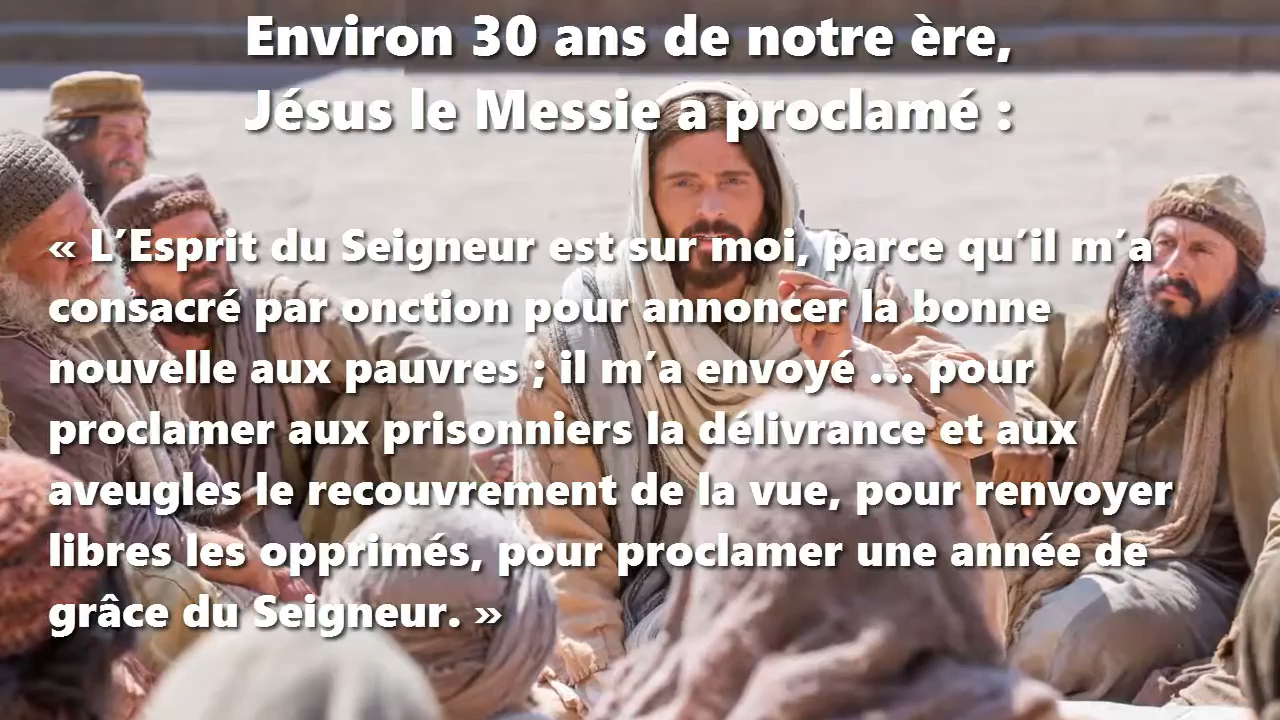 Environ 30 ans de notre ère,
Jésus le Messie a proclamé :
« L’Esprit du Seigneur est sur moi, parce qu’il m’a
consacré par onction pour annoncer la bonne
nouvelle aux pauvres ; il m’a envoyé ... pour
proclamer aux prisonniers la délivrance et aux
aveugles le recouvrement de la vue, pour renvoyer
libres les opprimés, pour proclamer une année de
grâce du Seigneur. »